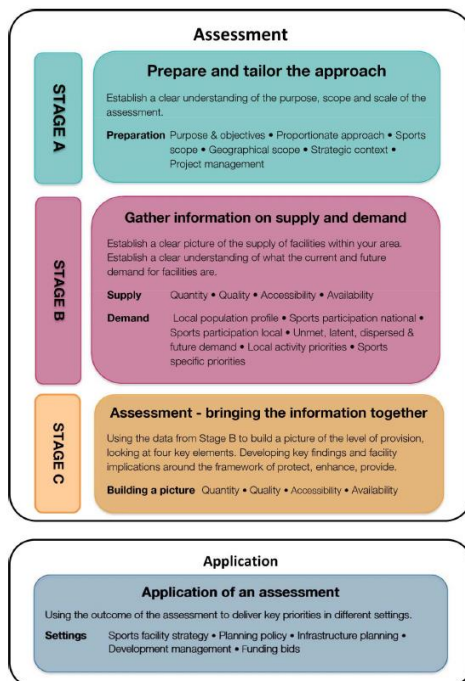 Assessment
STAGE A
Prepare and tailor the approach
Establish a clear understanding of the purpose, scope and scale of the
assessment.
Preparation Purpose & objectives • Proportionate approach • Sports
scope • Geographical scope • Strategic context •
Project management
STAGE B
Gather information on supply and demand
Establish a clear picture of the supply of facilities within your area.
Establish a clear understanding of what the current and future
demand for facilities are.
Supply Quantity • Quality • Accessibility • Availability
Demand Local population profile • Sports participation national •
Sports participation local • Unmet, latent, dispersed &
future demand • Local activity priorities • Sports
specific priorities
STAGE C
Assessment - bringing the information together
Using the data from Stage B to build a picture of the level of provision,
looking at four key elements. Developing key findings and facility
implications around the framework of protect, enhance, provide.
Building a picture Quantity • Quality • Accessibility • Availability
Application
Application of an assessment
Using the outcome of the assessment to deliver key priorities in different settings.
Settings Sports facility strategy • Planning policy • Infrastructure planning •
Development management • Funding bids